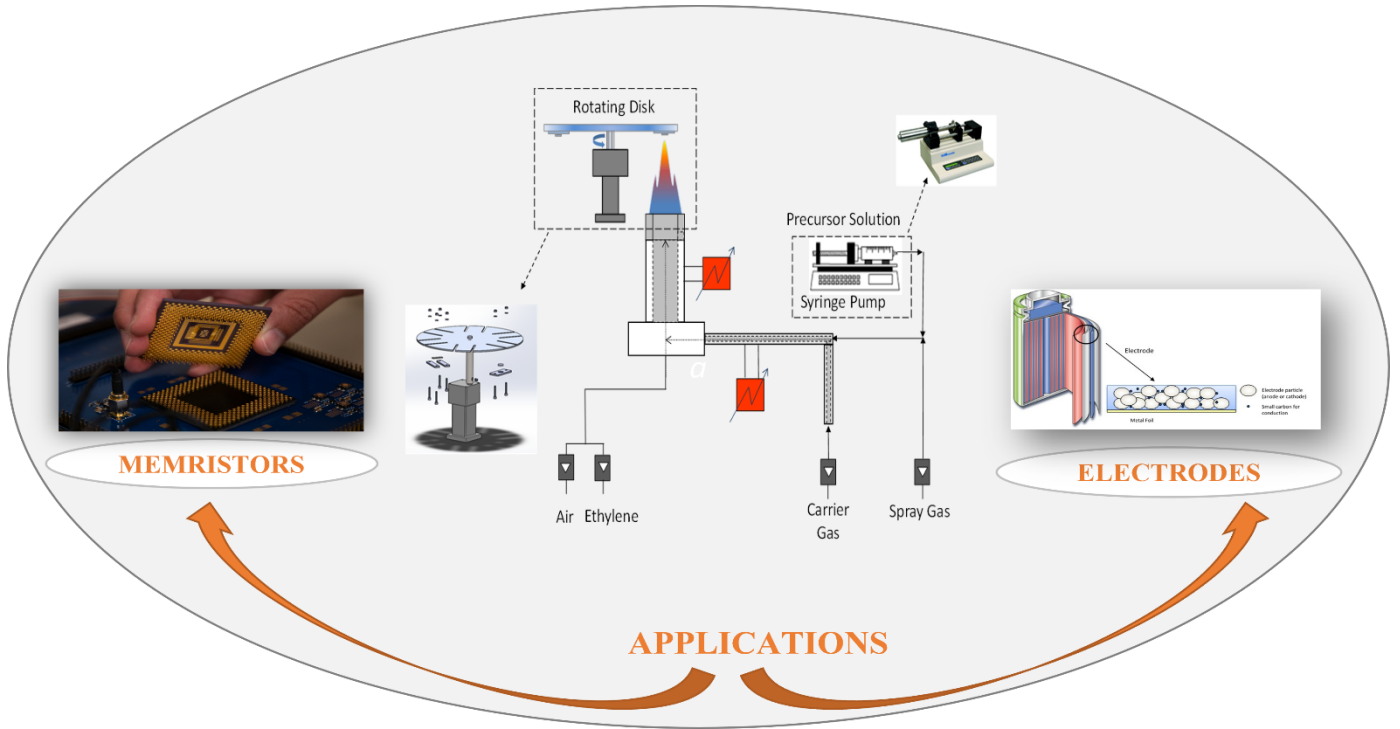 Rotating Disk
Precursor Solution
Syringe Pump
Electrode
Electrode particle
(anode or cathode)
Small carbon for
conduction
Metal Foil
a
MEMRISTORS
ELECTRODES
Air
Ethylene
Carrier
Gas
Spray Gas
APPLICATIONS